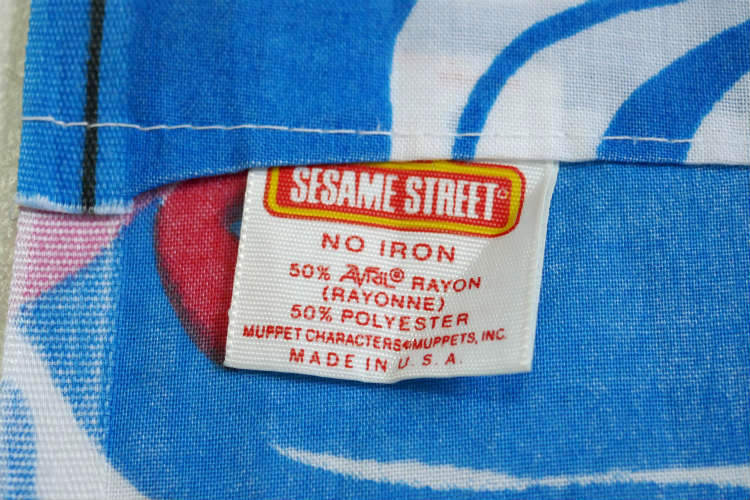 SESAME STREET
NO IRON
50% AVRIL® RAYON
(RAYONNE)
50% POLYESTER
MUPPET CHARACTERS©MUPPETS, INC.
MADE IN U.S.A.